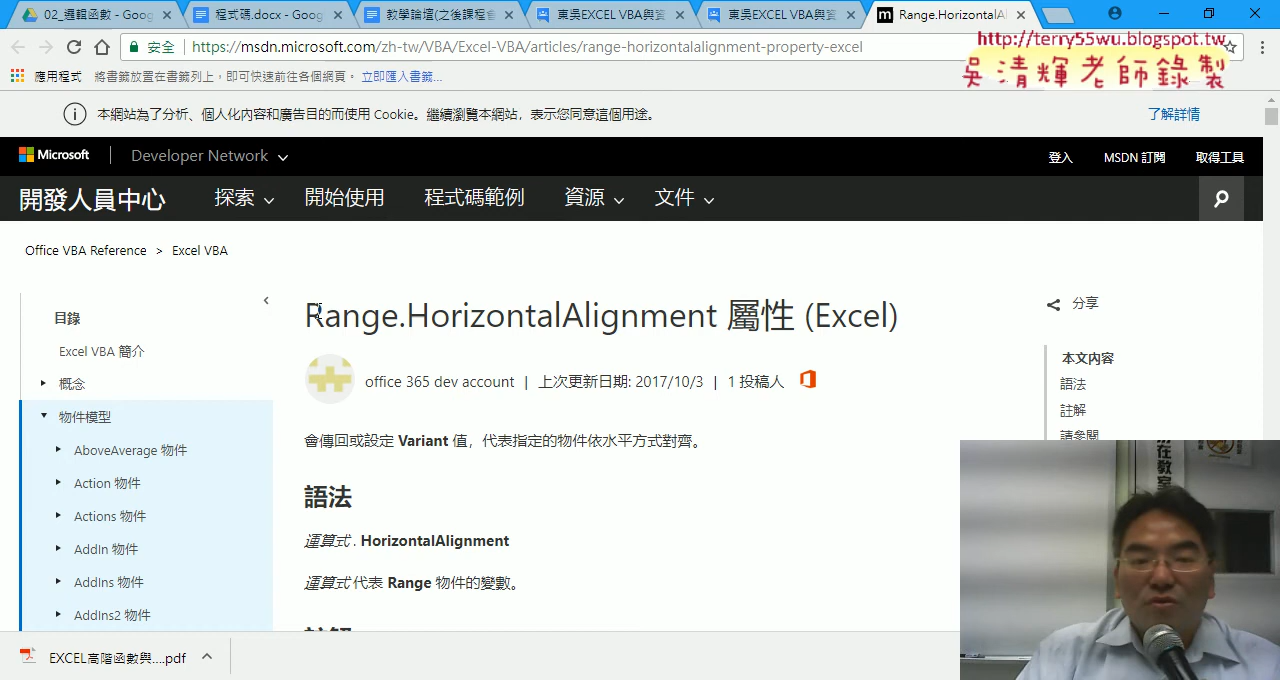 02_邏輯函數 - Goog
程式碼.docx - Goog
教學論壇(之後課程會
東吳EXCEL VBA與資
東吳EXCEL VBA與資
Range.HorizontalAl
安全
https://msdn.microsoft.com/zh-tw/VBA/Excel-VBA/articles/range-horizontalalignment-property-excel
http://terry55wu.blogspot.tw
吳清輝老師錄製
應用程式
將書籤放置在書籤列上，即可快速前往各個網頁。
立即匯入書籤...
本網站為了分析、個人化內容和廣告目的而使用 Cookie。繼續瀏覽本網站，表示您同意這個用途。
了解詳情
Microsoft
Developer Network
登入
MSDN 訂閱
取得工具
開發人員中心
探索
開始使用
程式碼範例
資源
文件
Office VBA Reference > Excel VBA
目錄
Excel VBA 簡介
概念
物件模型
AboveAverage 物件
Action 物件
Actions 物件
AddIn 物件
AddIns 物件
AddIns2 物件
Range.HorizontalAlignment 屬性 (Excel)
office 365 dev account | 上次更新日期: 2017/10/3 | 1 投稿人
會傳回或設定 Variant 值，代表指定的物件依水平方式對齊。
語法
運算式 . HorizontalAlignment
運算式 代表 Range 物件的變數。
註解
分享
本文內容
語法
註解
請參閱
在教室
EXCEL高階函數與....pdf